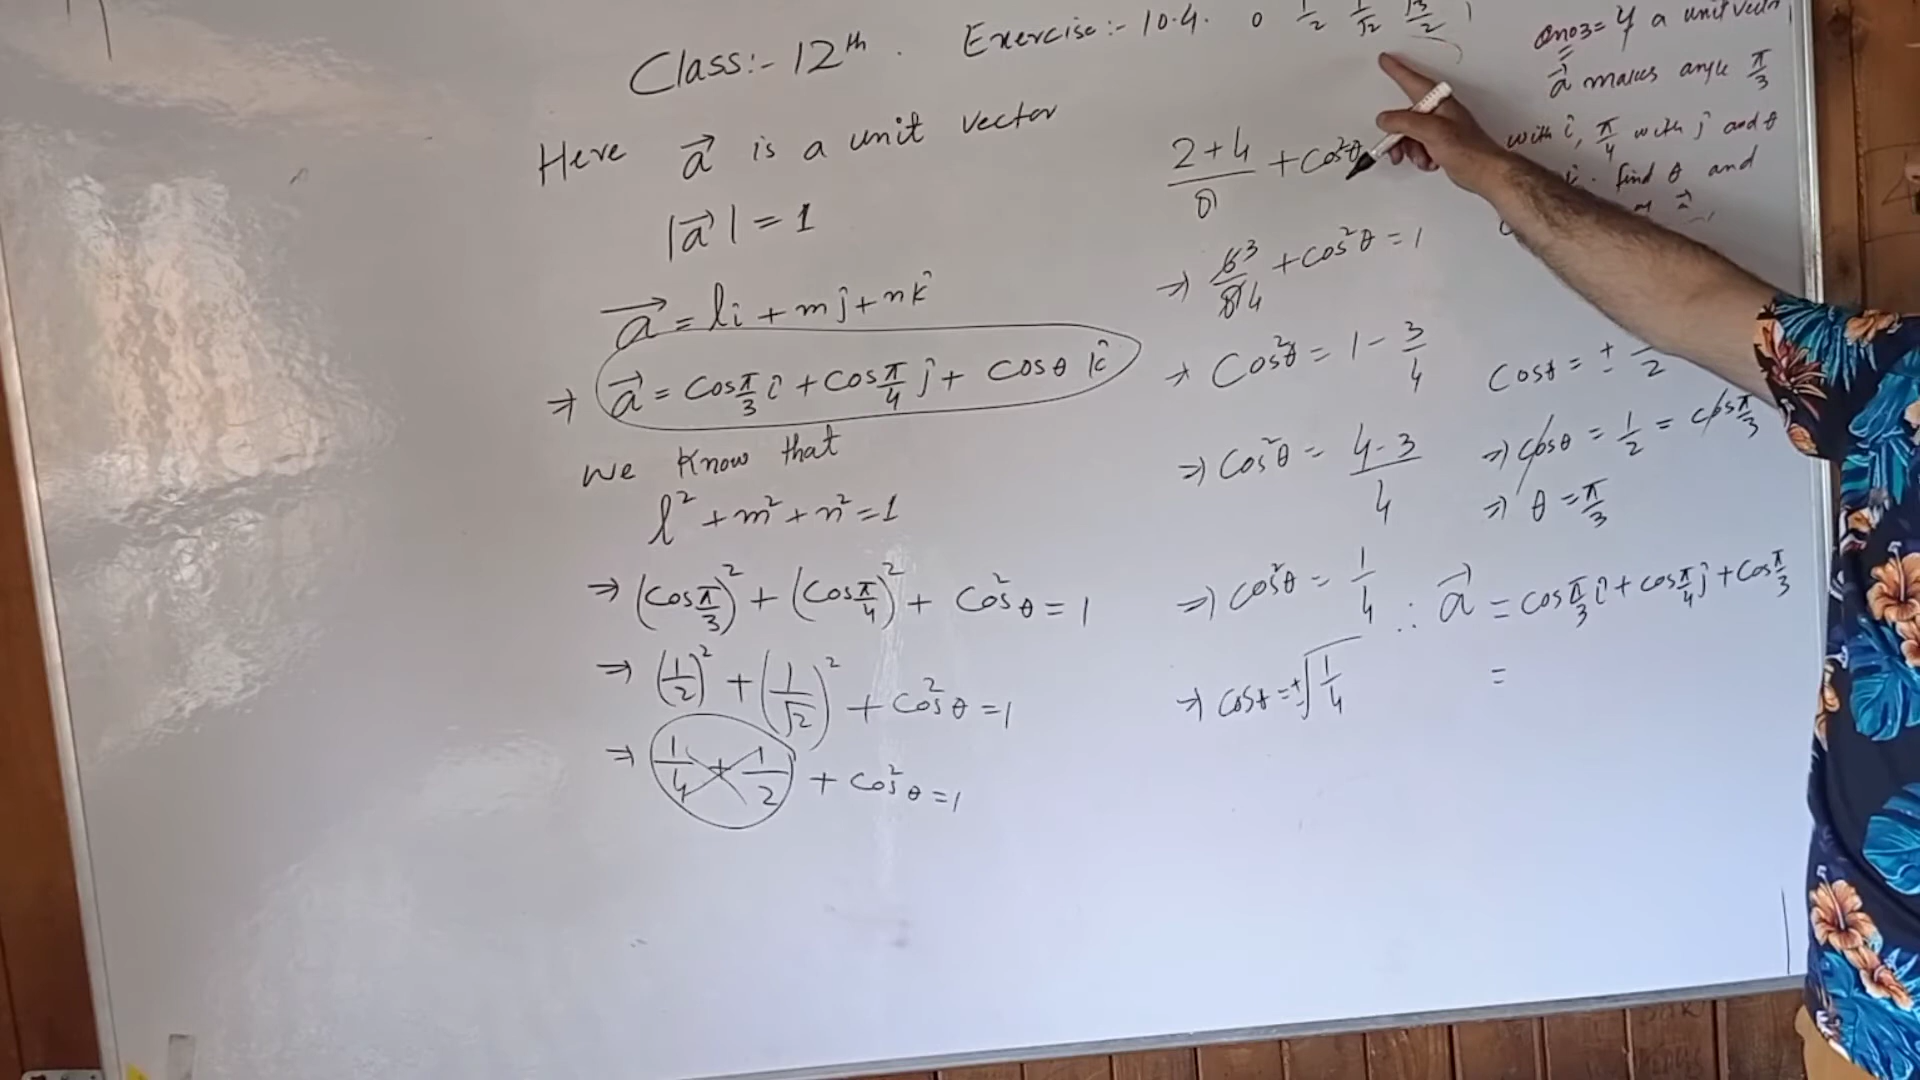 Class:- 12th . Exercise:- 10.4.
0 1/2 1/√2 √3/2 1
Here a⃗ is a unit vector
|a⃗| = 1
a⃗ = li + mj + nk̂
⇒ a⃗ = Cos π/3 î + Cos π/4 ĵ + Cos θ k̂
We Know that
l² + m² + n² = 1
⇒ (Cos π/3)² + (Cos π/4)² + Cos²θ = 1
⇒ (1/2)² + (1/√2)² + Cos²θ = 1
⇒ 1/4 + 1/2 + Cos²θ = 1
2+4/8 + Cos²θ
⇒ 6 3/8 4 + Cos²θ = 1
⇒ Cos²θ = 1 - 3/4
⇒ Cos²θ = 4-3/4
⇒ Cos²θ = 1/4
⇒ Cosθ = ±√1/4
Cosθ = ± /2
⇒ Cosθ = 1/2 = Cos π/3
⇒ θ = π/3
∴ a⃗ = Cos π/3 î + Cos π/4 ĵ + Cos π/3
=
Qno3= If a unit vector
a⃗ makes angle π/3
with î, π/4 with ĵ and θ
find θ and